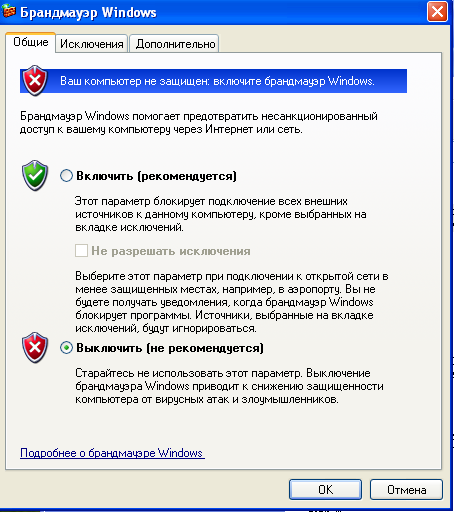 Брандмауэр Windows
Общие Исключения Дополнительно
Ваш компьютер не защищен: включите брандмауэр Windows.
Брандмауэр Windows помогает предотвратить несанкционированный
доступ к вашему компьютеру через Интернет или сеть.
Включить (рекомендуется)
Этот параметр блокирует подключение всех внешних
источников к данному компьютеру, кроме выбранных на
вкладке исключений.
Не разрешать исключения
Выберите этот параметр при подключении к открытой сети в
менее защищенных местах, например, в аэропорту. Вы не
будете получать уведомления, когда брандмауэр Windows
блокирует программы. Источники, выбранные на вкладке
исключений, будут игнорироваться.
Выключить (не рекомендуется)
Старайтесь не использовать этот параметр. Выключение
брандмауэра Windows приводит к снижению защищенности
компьютера от вирусных атак и злоумышленников.
Подробнее о брандмауэре Windows.
OK Отмена